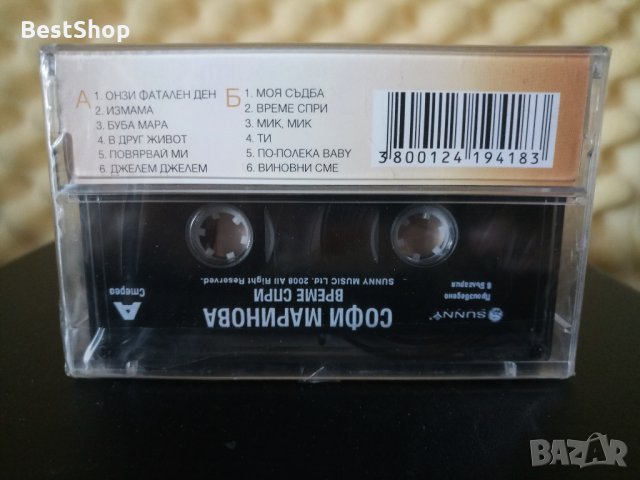 BestShop
А
1. ОНЗИ ФАТАЛЕН ДЕН
2. ИЗМАМА
3. БУБА МАРА
4. В ДРУГ ЖИВОТ
5. ПОВЯРВАЙ МИ
6. ДЖЕЛЕМ ДЖЕЛЕМ
Б
1. МОЯ СЪДБА
2. ВРЕМЕ СПРИ
3. МИК, МИК
4. ТИ
5. ПО-ПОЛЕКА BABY
6. ВИНОВНИ СМЕ
3800124 194183
SUNNY MUSIC Ltd. 2008 All Right Reserved.
ВРЕМЕ СПРИ
СОФИ МАРИНОВА
А
Стерео
Произведено
в България
SUNNY
BAZAR